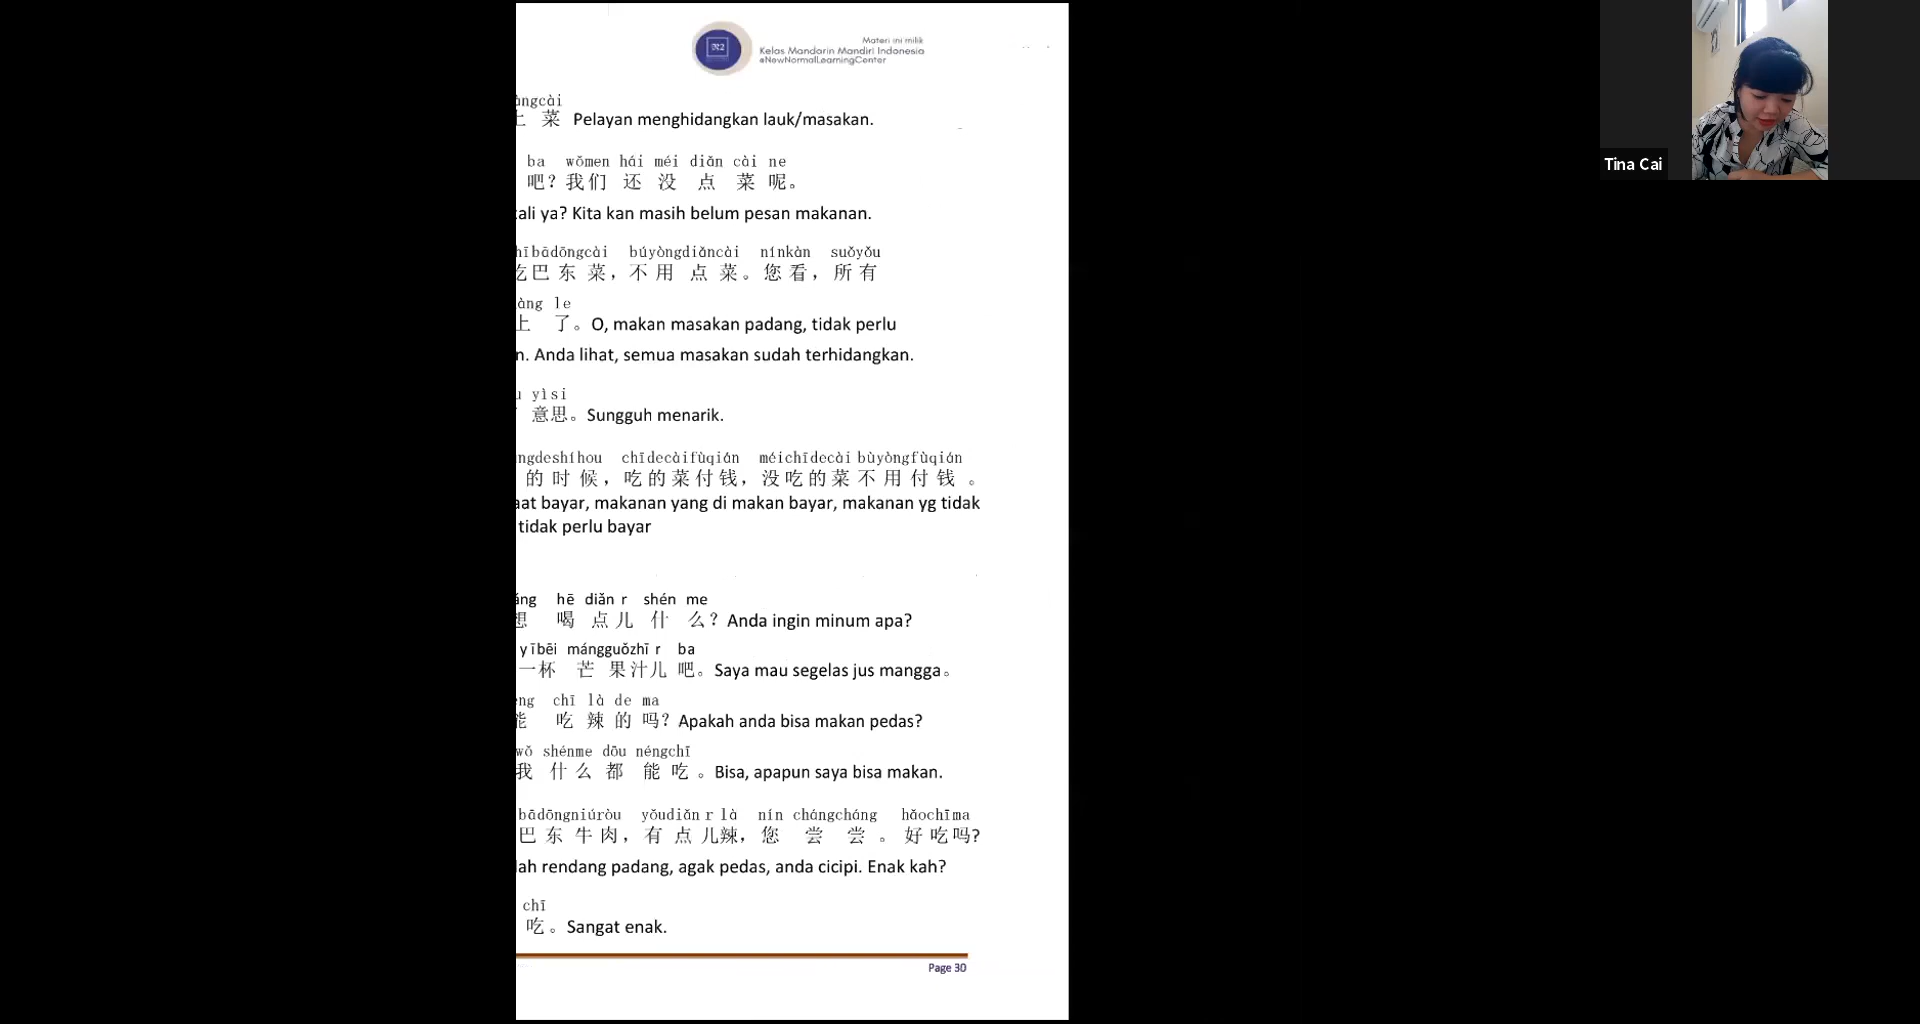 Materi ini milik
Kelas Mandarin Mandiri Indonesia
#NewNormalLearningCenter
Tina Cai
àngcài
上 菜 Pelayan menghidangkan lauk/masakan.
ba wǒmen hái méi diǎn cài ne
吧? 我们 还 没 点 菜 呢。
ali ya? Kita kan masih belum pesan makanan.
hībādōngcài búyòngdiǎncài nínkàn suǒyǒu
吃巴东菜, 不用点菜。您看, 所有
àng le
上 了。O, makan masakan padang, tidak perlu
n. Anda lihat, semua masakan sudah terhidangkan.
u yìsi
意思。Sungguh menarik.
ngdeshíhou chīdecàifùqián méichīdecài bùyòngfùqián
的时候, 吃的菜付钱, 没吃的菜不用付钱。
aat bayar, makanan yang di makan bayar, makanan yg tidak
tidak perlu bayar
ǎng hē diǎn r shén me
想 喝 点 儿 什 么? Anda ingin minum apa?
yībēi mángguǒzhī r ba
一杯 芒果汁儿 吧。Saya mau segelas jus mangga。
éng chī là de ma
能 吃 辣 的 吗? Apakah anda bisa makan pedas?
wǒ shénme dōu néngchī
我 什么 都 能 吃。Bisa, apapun saya bisa makan.
bādōngniúròu yǒudiǎn r là nín chángcháng hǎochīma
巴东牛肉, 有点儿辣, 您 尝 尝 。好吃吗?
lah rendang padang, agak pedas, anda cicipi. Enak kah?
chī
吃。Sangat enak.
Page 30